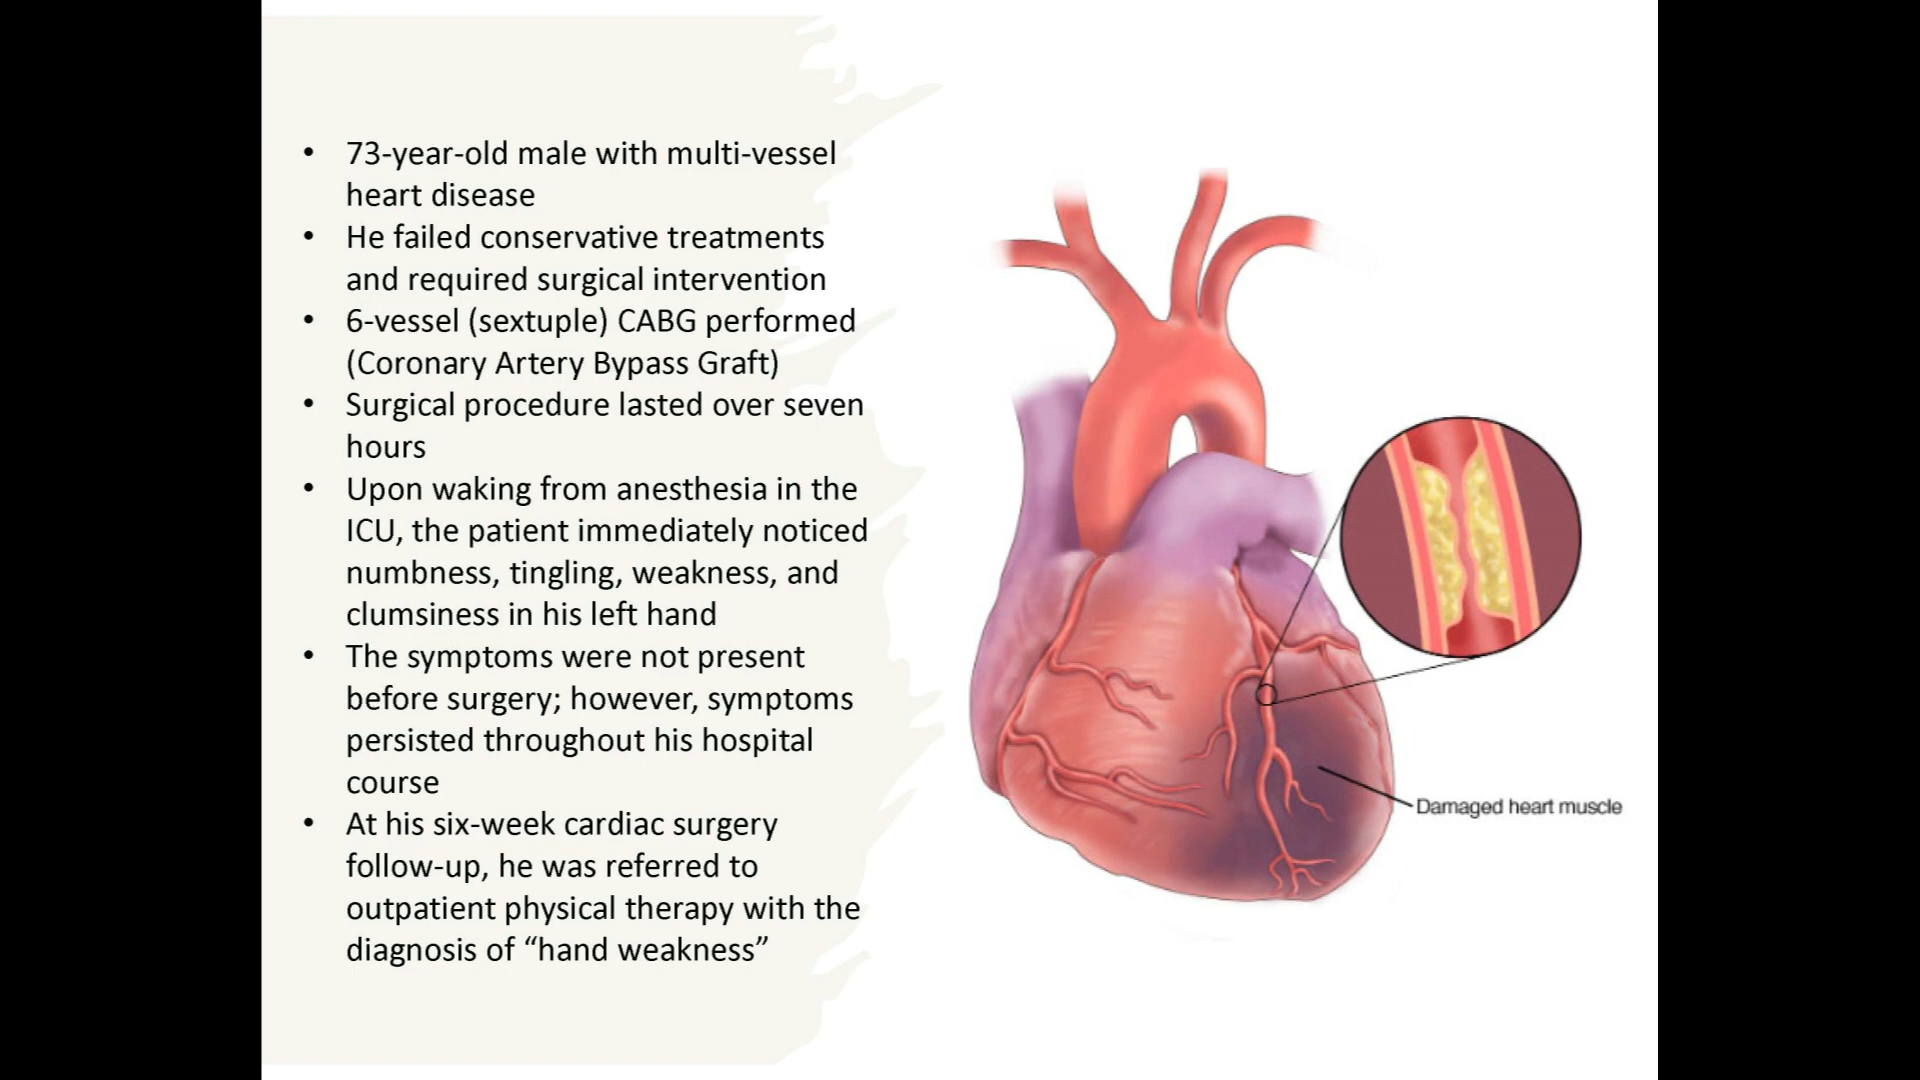 • 73-year-old male with multi-vessel
heart disease
• He failed conservative treatments
and required surgical intervention
• 6-vessel (sextuple) CABG performed
(Coronary Artery Bypass Graft)
• Surgical procedure lasted over seven
hours
• Upon waking from anesthesia in the
ICU, the patient immediately noticed
numbness, tingling, weakness, and
clumsiness in his left hand
• The symptoms were not present
before surgery; however, symptoms
persisted throughout his hospital
course
• At his six-week cardiac surgery
follow-up, he was referred to
outpatient physical therapy with the
diagnosis of “hand weakness”
Damaged heart muscle